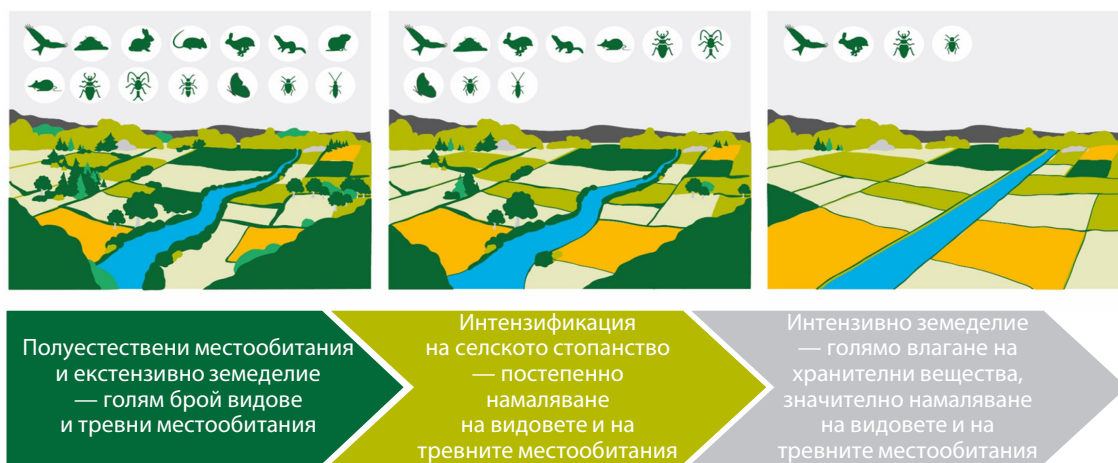 Полуестествени местообитания
и екстензивно земеделие
— голям брой видове
и тревни местообитания
Интензификация
на селското стопанство
— постепенно
намаляване
на видовете и на
тревните местообитания
Интензивно земеделие
— голямо влагане на
хранителни вещества,
значително намаляване
на видовете и на
тревните местообитания